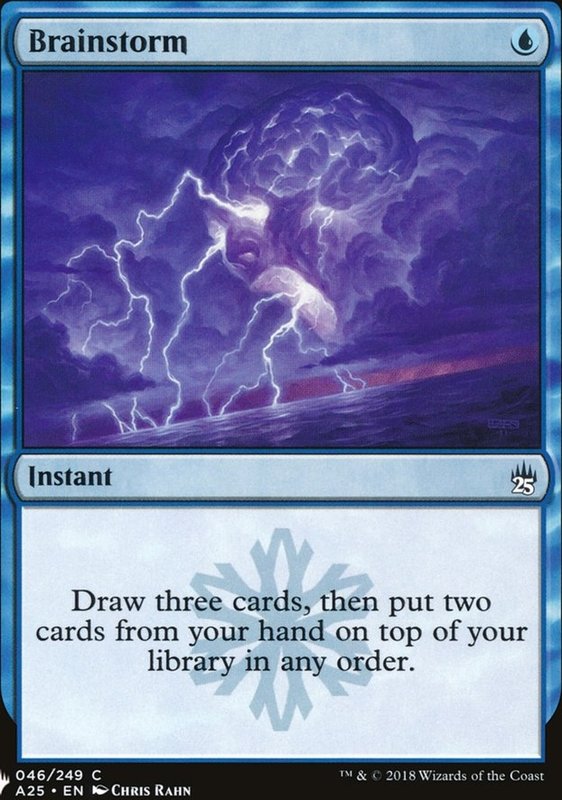 Brainstorm
Instant
25
Draw three cards, then put two
cards from your hand on top of your
library in any order.
046/249 C
A25 • EN Chris Rahn
™ & © 2018 Wizards of the Coast